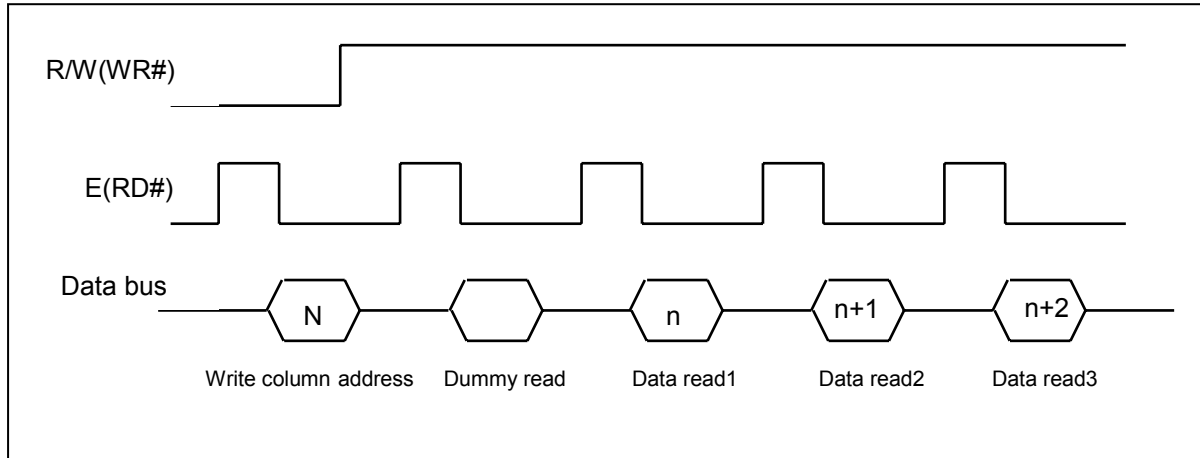 R/W(WR#)
E(RD#)
Data bus
N
n
n+1
n+2
Write column address
Dummy read
Data read1
Data read2
Data read3